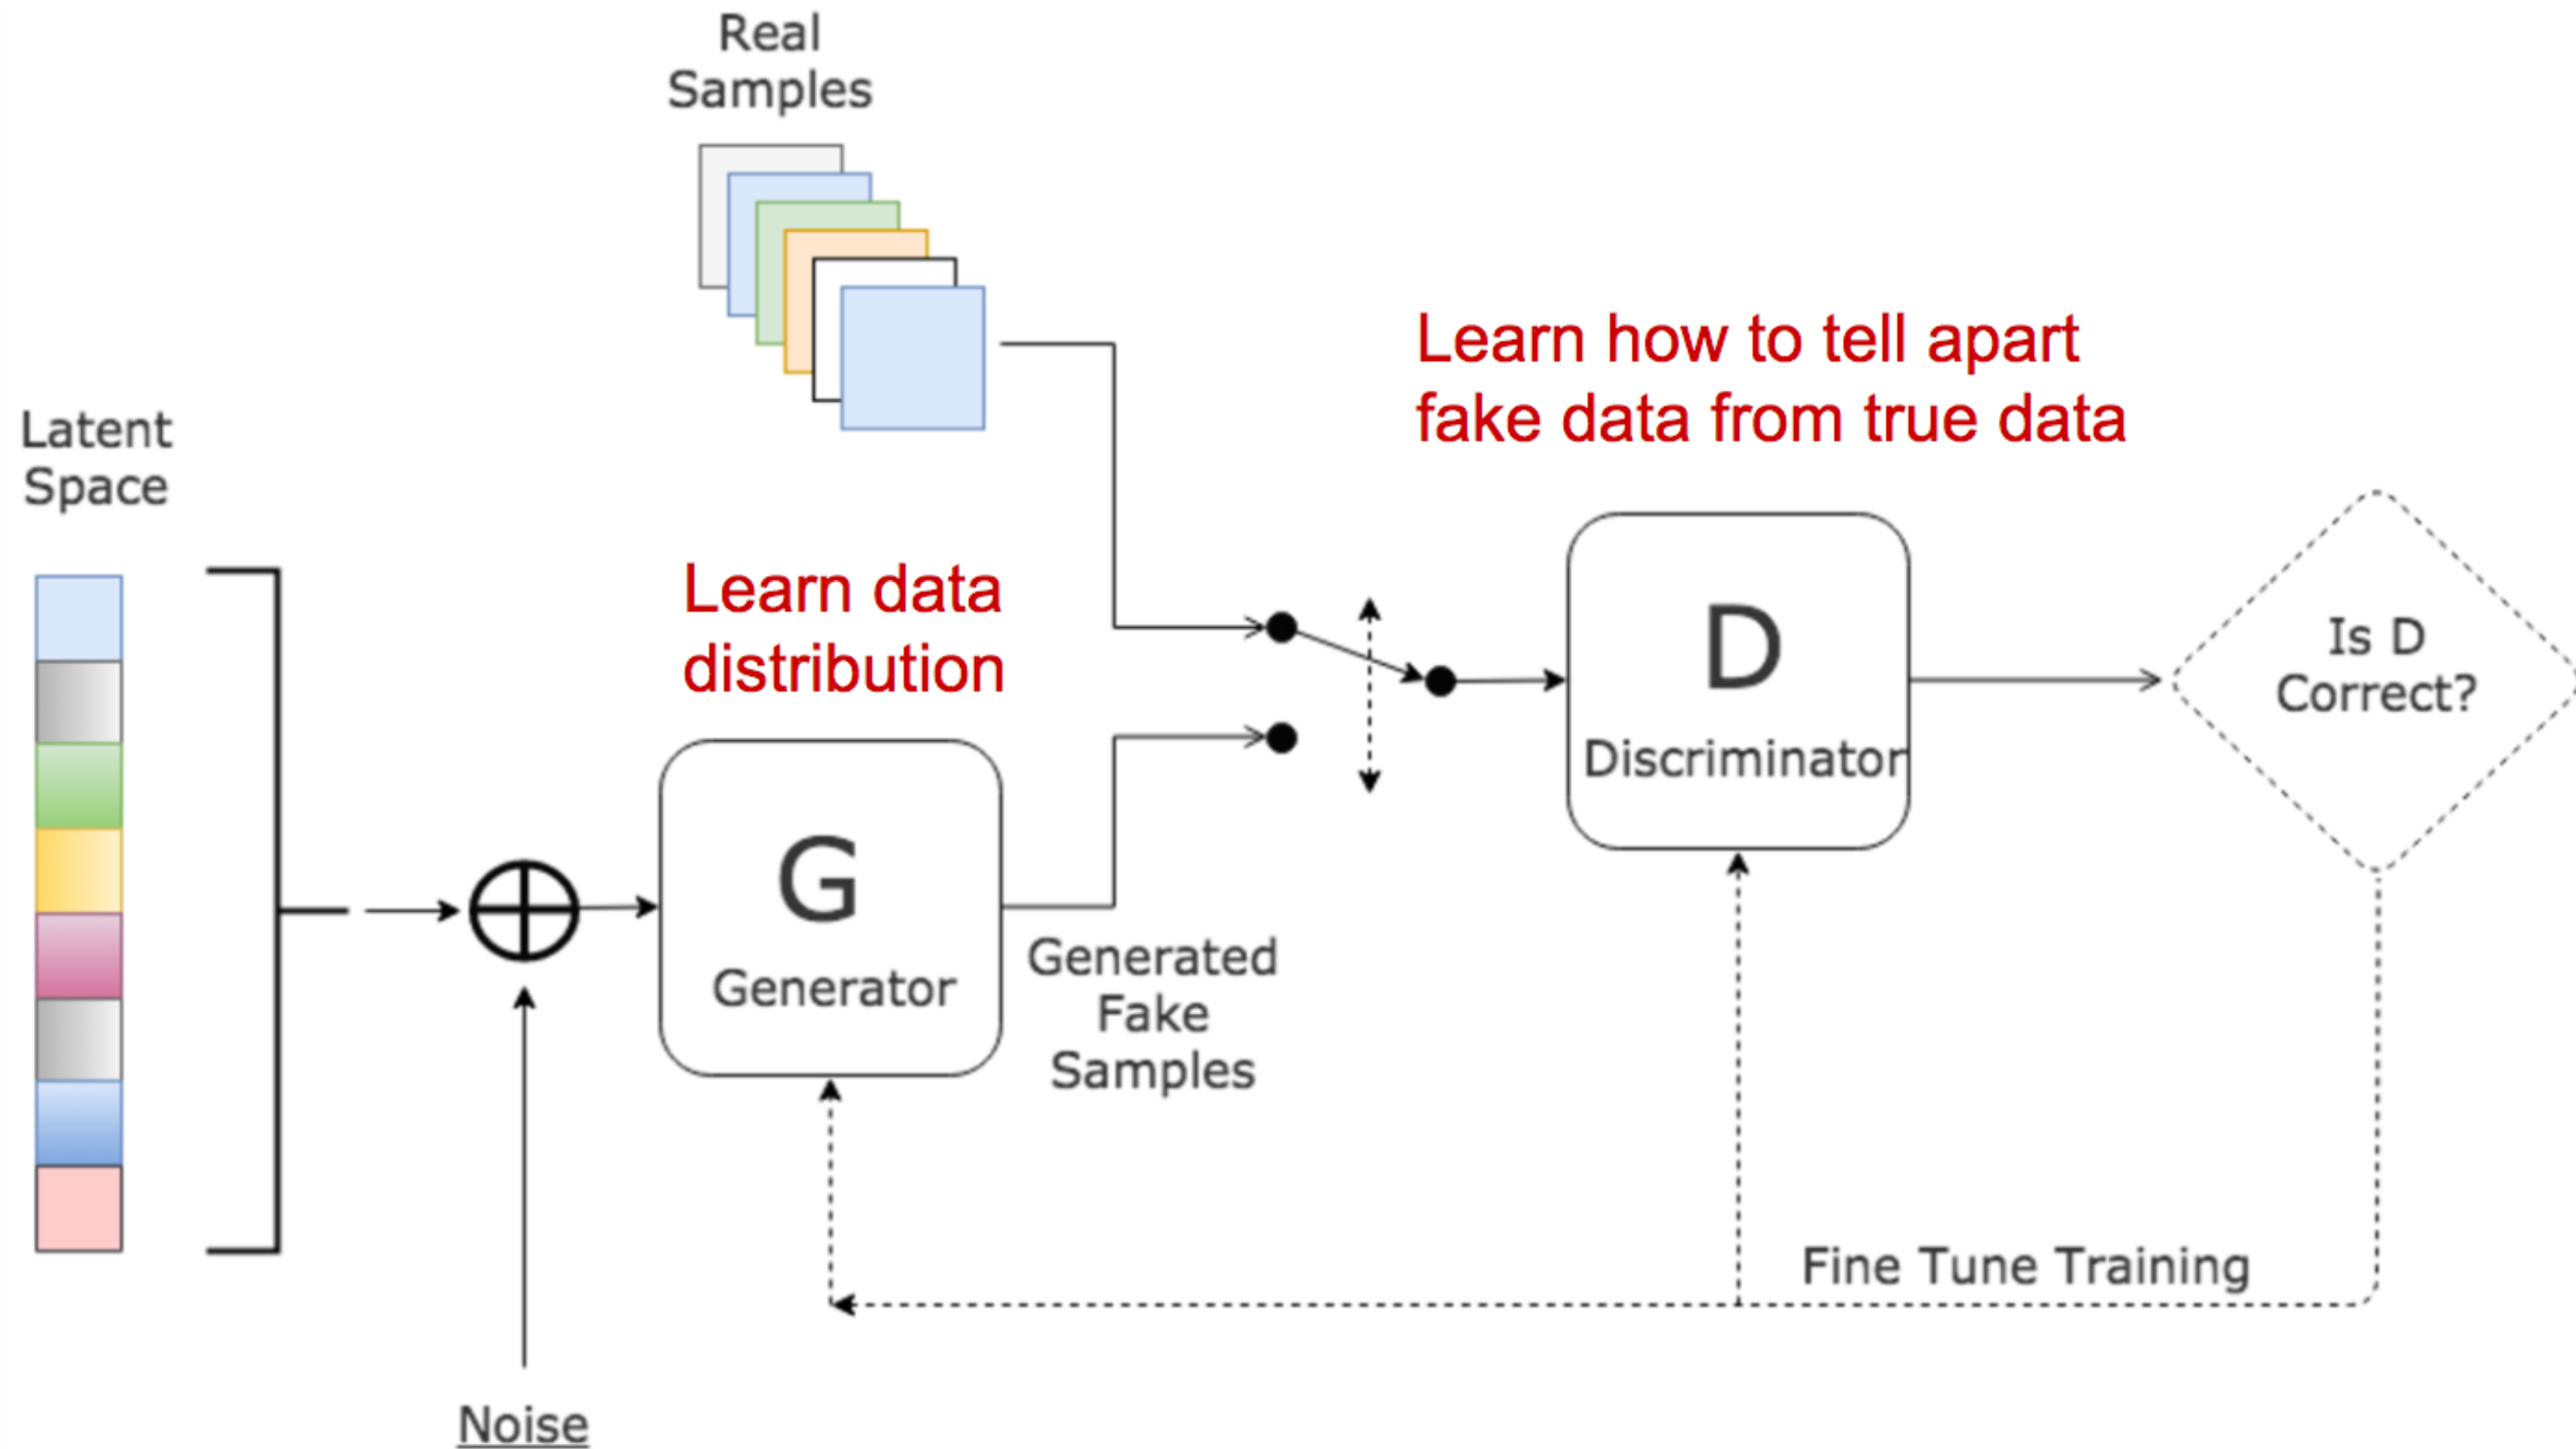 Real
Samples
Latent
Space
Learn data
distribution
Learn how to tell apart
fake data from true data
G
Generator
Generated
Fake
Samples
D
Discriminator
Is D
Correct?
Fine Tune Training
Noise